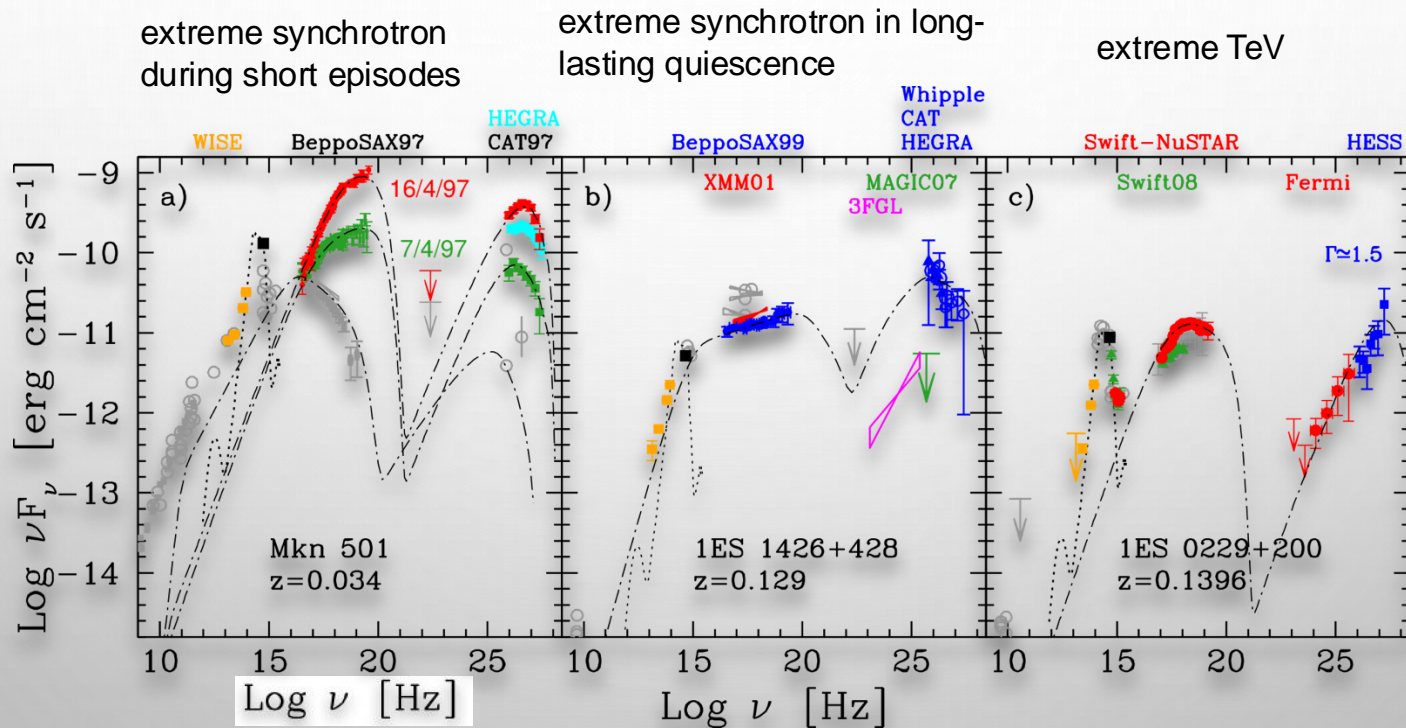 extreme synchrotron
during short episodes
extreme synchrotron in long-
lasting quiescence
extreme TeV
WISE
BeppoSAX97
HEGRA
CAT97
BeppoSAX99
XMM01
Whipple
CAT
HEGRA
MAGIC07
3FGL
Swift-NuSTAR
Swift08
Fermi
HESS
a)
16/4/97
7/4/97
b)
c)
Γ≃1.5
Mkn 501
z=0.034
1ES 1426+428
z=0.129
1ES 0229+200
z=0.1396
Log νFν [erg cm−2 s−1]
-9
-10
-11
-12
-13
-14
10 15 20 25
10 15 20 25
10 15 20 25
Log ν [Hz]
Log ν [Hz]